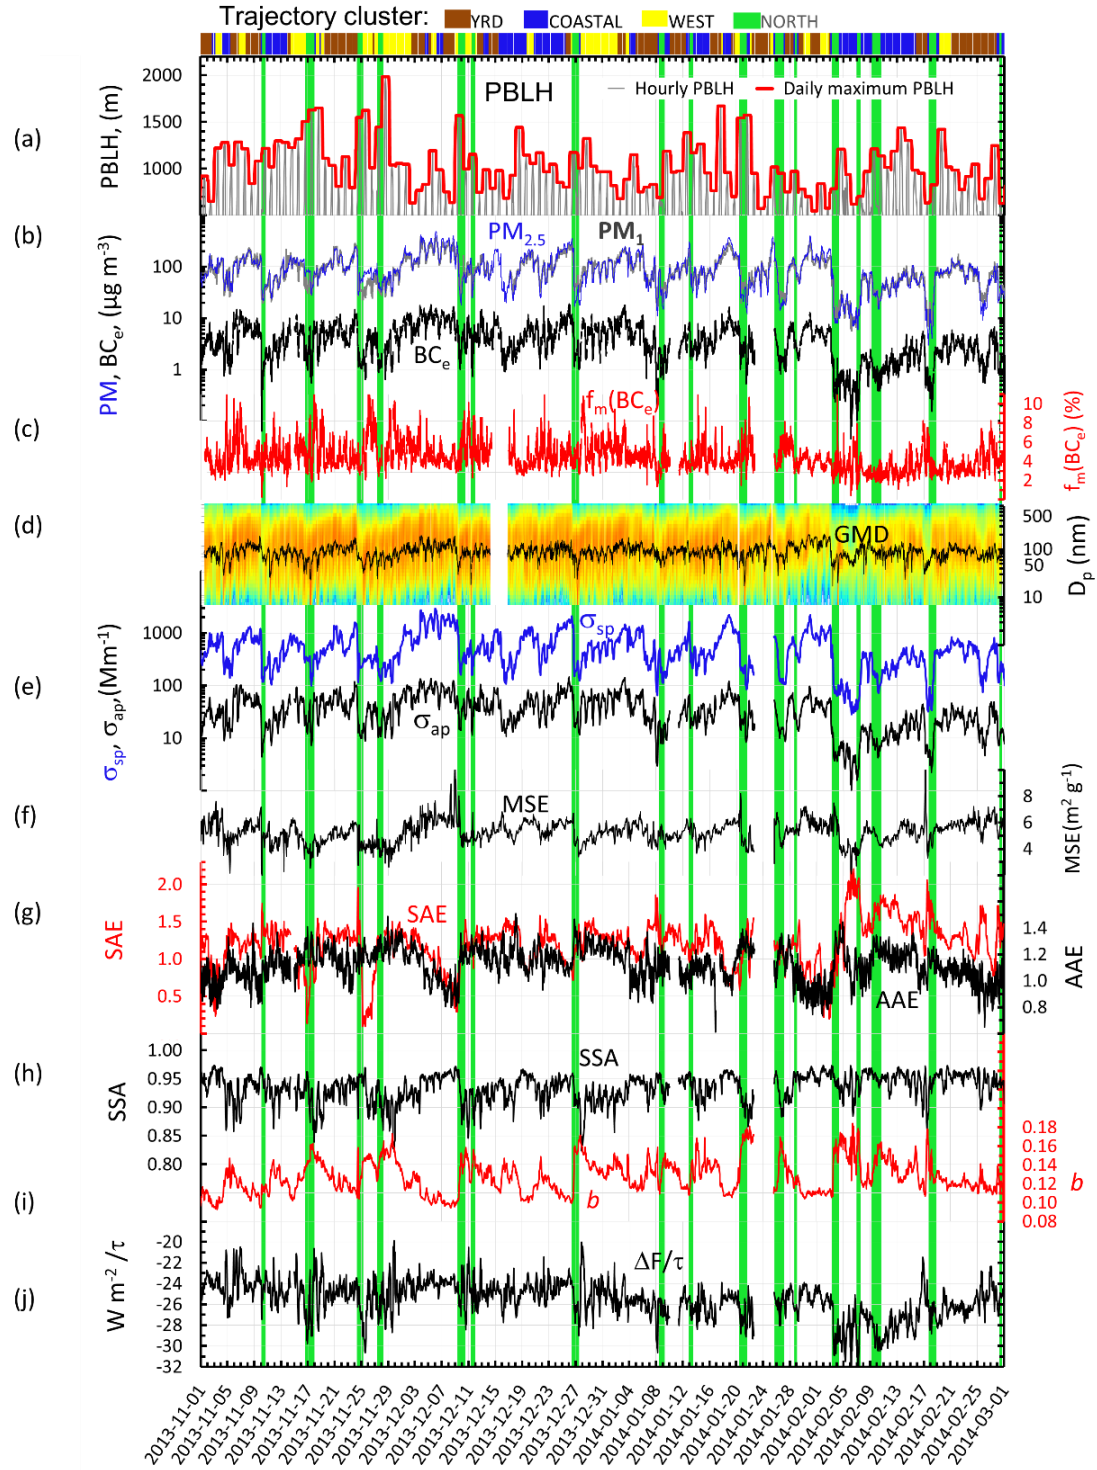 Trajectory cluster: YRD COASTAL WEST NORTH
(a)
PBLH, (m)
2000
1500
1000
PBLH
Hourly PBLH
Daily maximum PBLH
(b)
PM, BCe, (µg m-3)
100
10
1
PM2.5
PM1
BCe
(c)
fm(BCe)
10
8
6
4
2
fm(BCe) (%)
(d)
GMD
500
100
50
10
Dp (nm)
(e)
σsp, σap,(Mm-1)
1000
100
10
σsp
σap
(f)
MSE
8
6
4
MSE(m2 g-1)
(g)
SAE
2.0
1.5
1.0
0.5
SAE
AAE
1.4
1.2
1.0
0.8
AAE
(h)
SSA
1.00
0.95
0.90
0.85
0.80
SSA
(i)
b
0.18
0.16
0.14
0.12
0.10
0.08
b
(j)
W m-2 /τ
-20
-22
-24
-26
-28
-30
-32
ΔF/τ
2013-11-01
2013-11-05
2013-11-09
2013-11-13
2013-11-17
2013-11-21
2013-11-25
2013-11-29
2013-12-03
2013-12-07
2013-12-11
2013-12-15
2013-12-19
2013-12-23
2013-12-27
2013-12-31
2014-01-04
2014-01-08
2014-01-12
2014-01-16
2014-01-20
2014-01-24
2014-01-28
2014-02-01
2014-02-05
2014-02-09
2014-02-13
2014-02-17
2014-02-21
2014-02-25
2014-03-01